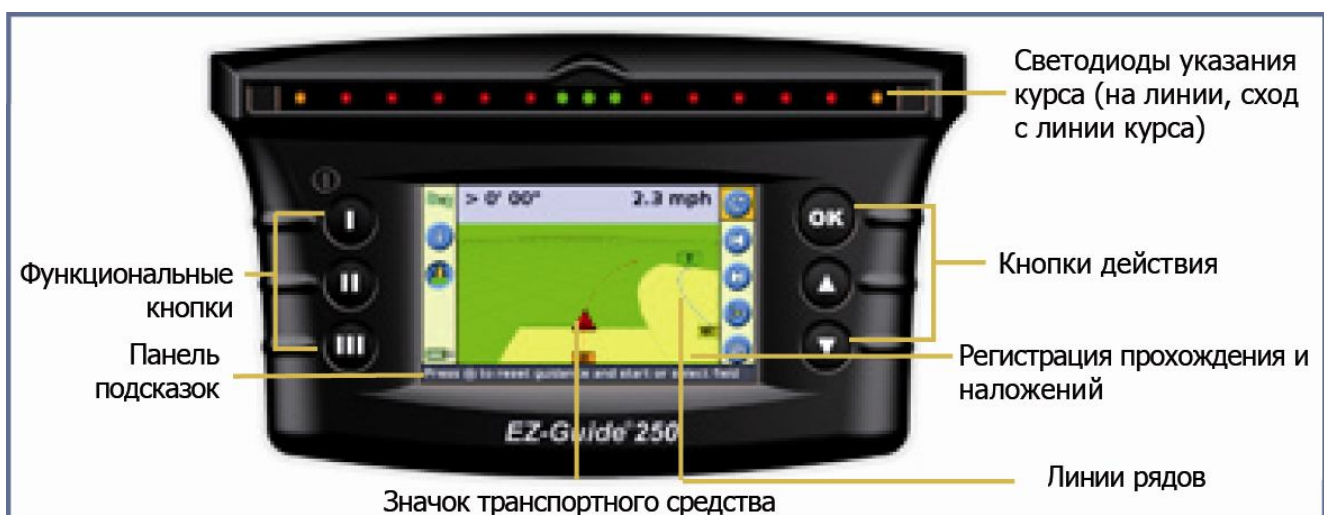 Светодиоды указания
курса (на линии, сход
с линии курса)
> 0' 00"
2.3 mph
OK
Функциональные
кнопки
Кнопки действия
Панель
подсказок
Регистрация прохождения и
наложений
Press to reset guidance and start or select field
EZ-Guide® 250
Линии рядов
Значок транспортного средства